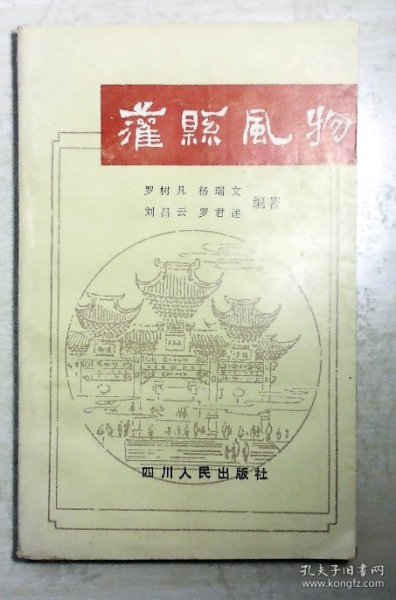 灌縣風物
罗树凡 杨瑞文
刘昌云 罗君述
编著
四川人民出版社
孔夫子旧书网
www.kongfz.com